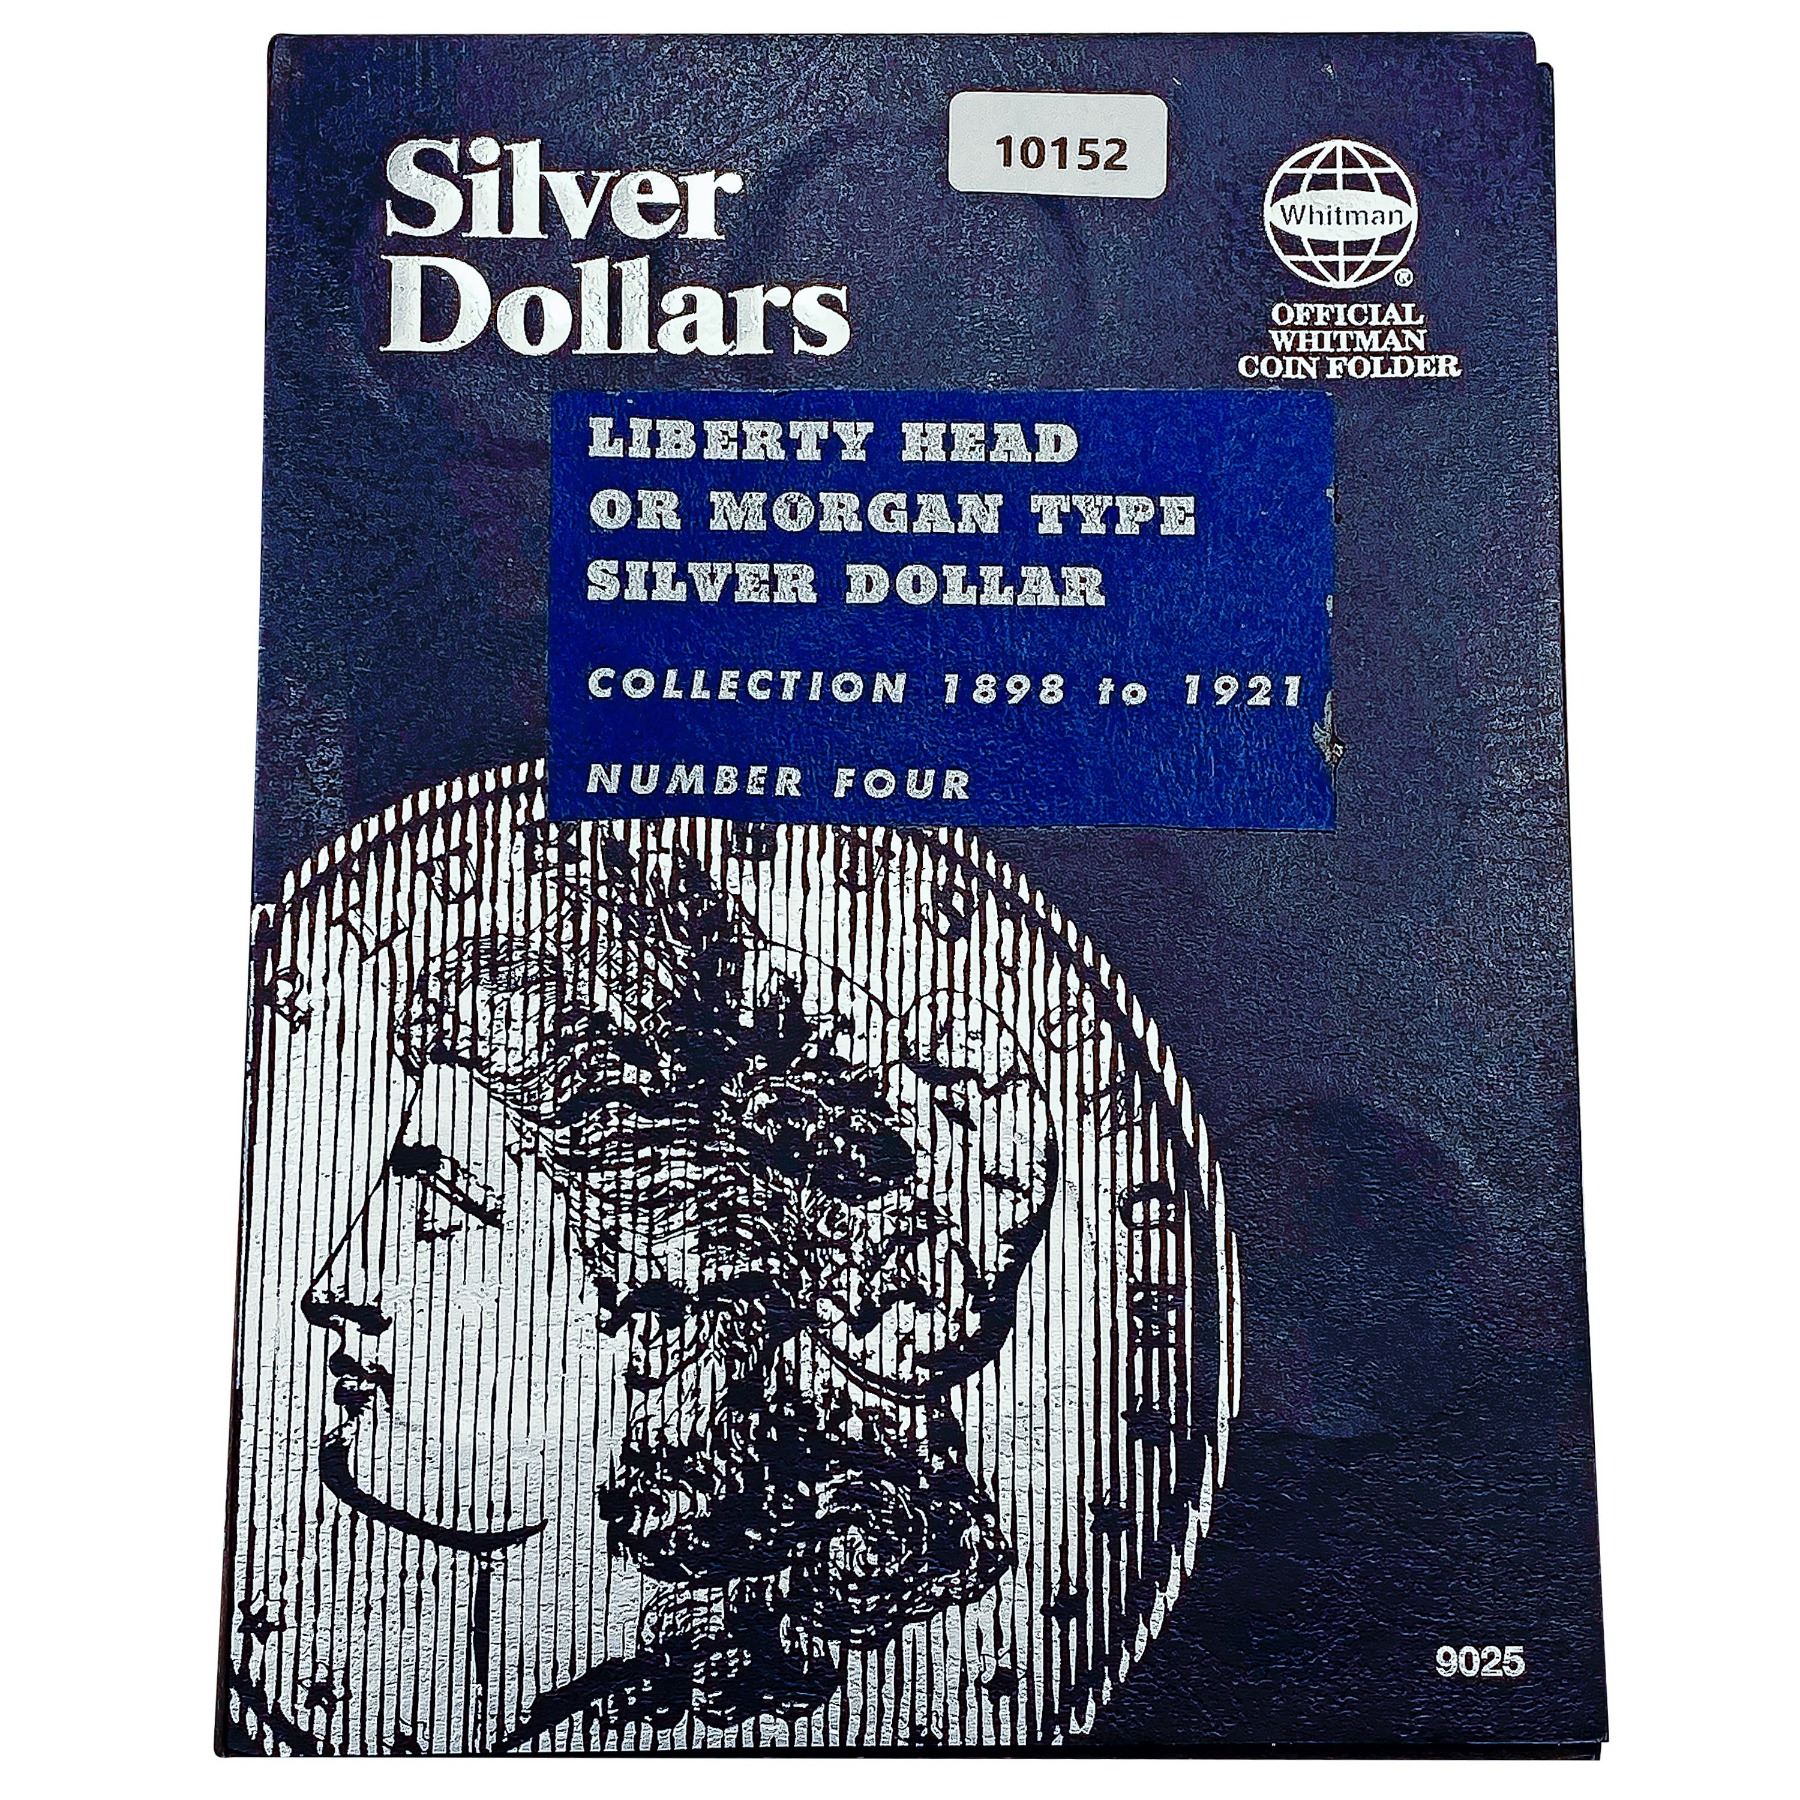 10152
Silver
Dollars
Whitman
®
OFFICIAL
WHITMAN
COIN FOLDER
LIBERTY HEAD
OR MORGAN TYPE
SILVER DOLLAR
COLLECTION 1898 to 1921
NUMBER FOUR
9025